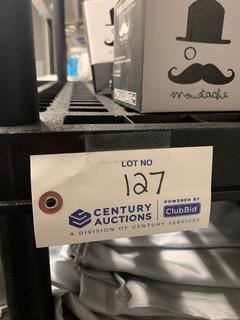 moustache
LOT NO
127
CENTURY
AUCTIONS
POWERED BY
ClubBid
A DIVISION OF CENTURY SERVICES